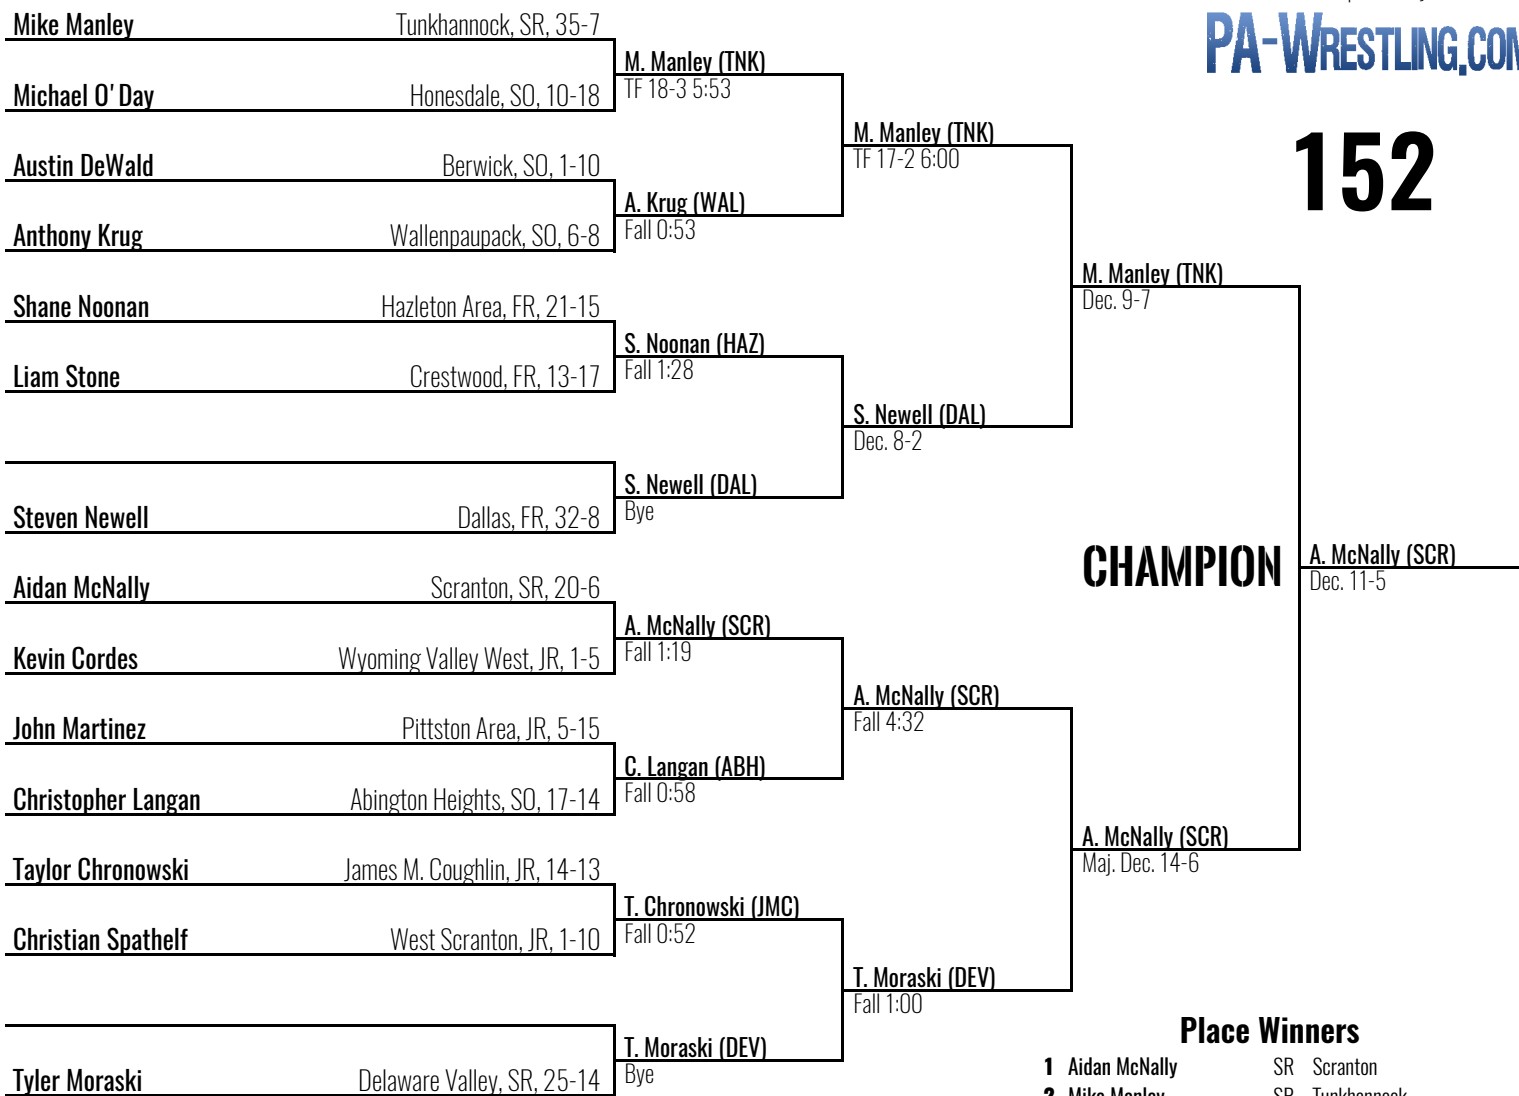 Mike Manley Tunkhannock, SR, 35-7
PA-WRESTLING.COM
M. Manley (TNK)
TF 18-3 5:53
Michael O'Day Honesdale, SO, 10-18
M. Manley (TNK)
TF 17-2 6:00
152
Austin DeWald Berwick, SO, 1-10
A. Krug (WAL)
Fall 0:53
Anthony Krug Wallenpaupack, SO, 6-8
M. Manley (TNK)
Dec. 9-7
Shane Noonan Hazleton Area, FR, 21-15
S. Noonan (HAZ)
Fall 1:28
Liam Stone Crestwood, FR, 13-17
S. Newell (DAL)
Dec. 8-2
S. Newell (DAL)
Bye
Steven Newell Dallas, FR, 32-8
CHAMPION
A. McNally (SCR)
Dec. 11-5
Aidan McNally Scranton, SR, 20-6
A. McNally (SCR)
Fall 1:19
Kevin Cordes Wyoming Valley West, JR, 1-5
A. McNally (SCR)
Fall 4:32
John Martinez Pittston Area, JR, 5-15
C. Langan (ABH)
Fall 0:58
Christopher Langan Abington Heights, SO, 17-14
A. McNally (SCR)
Maj. Dec. 14-6
Taylor Chronowski James M. Coughlin, JR, 14-13
T. Chronowski (JMC)
Fall 0:52
Christian Spathelf West Scranton, JR, 1-10
T. Moraski (DEV)
Fall 1:00
T. Moraski (DEV)
Bye
Tyler Moraski Delaware Valley, SR, 25-14
Place Winners
1 Aidan McNally SR Scranton
2 Mike Manley SR Tunkhannock